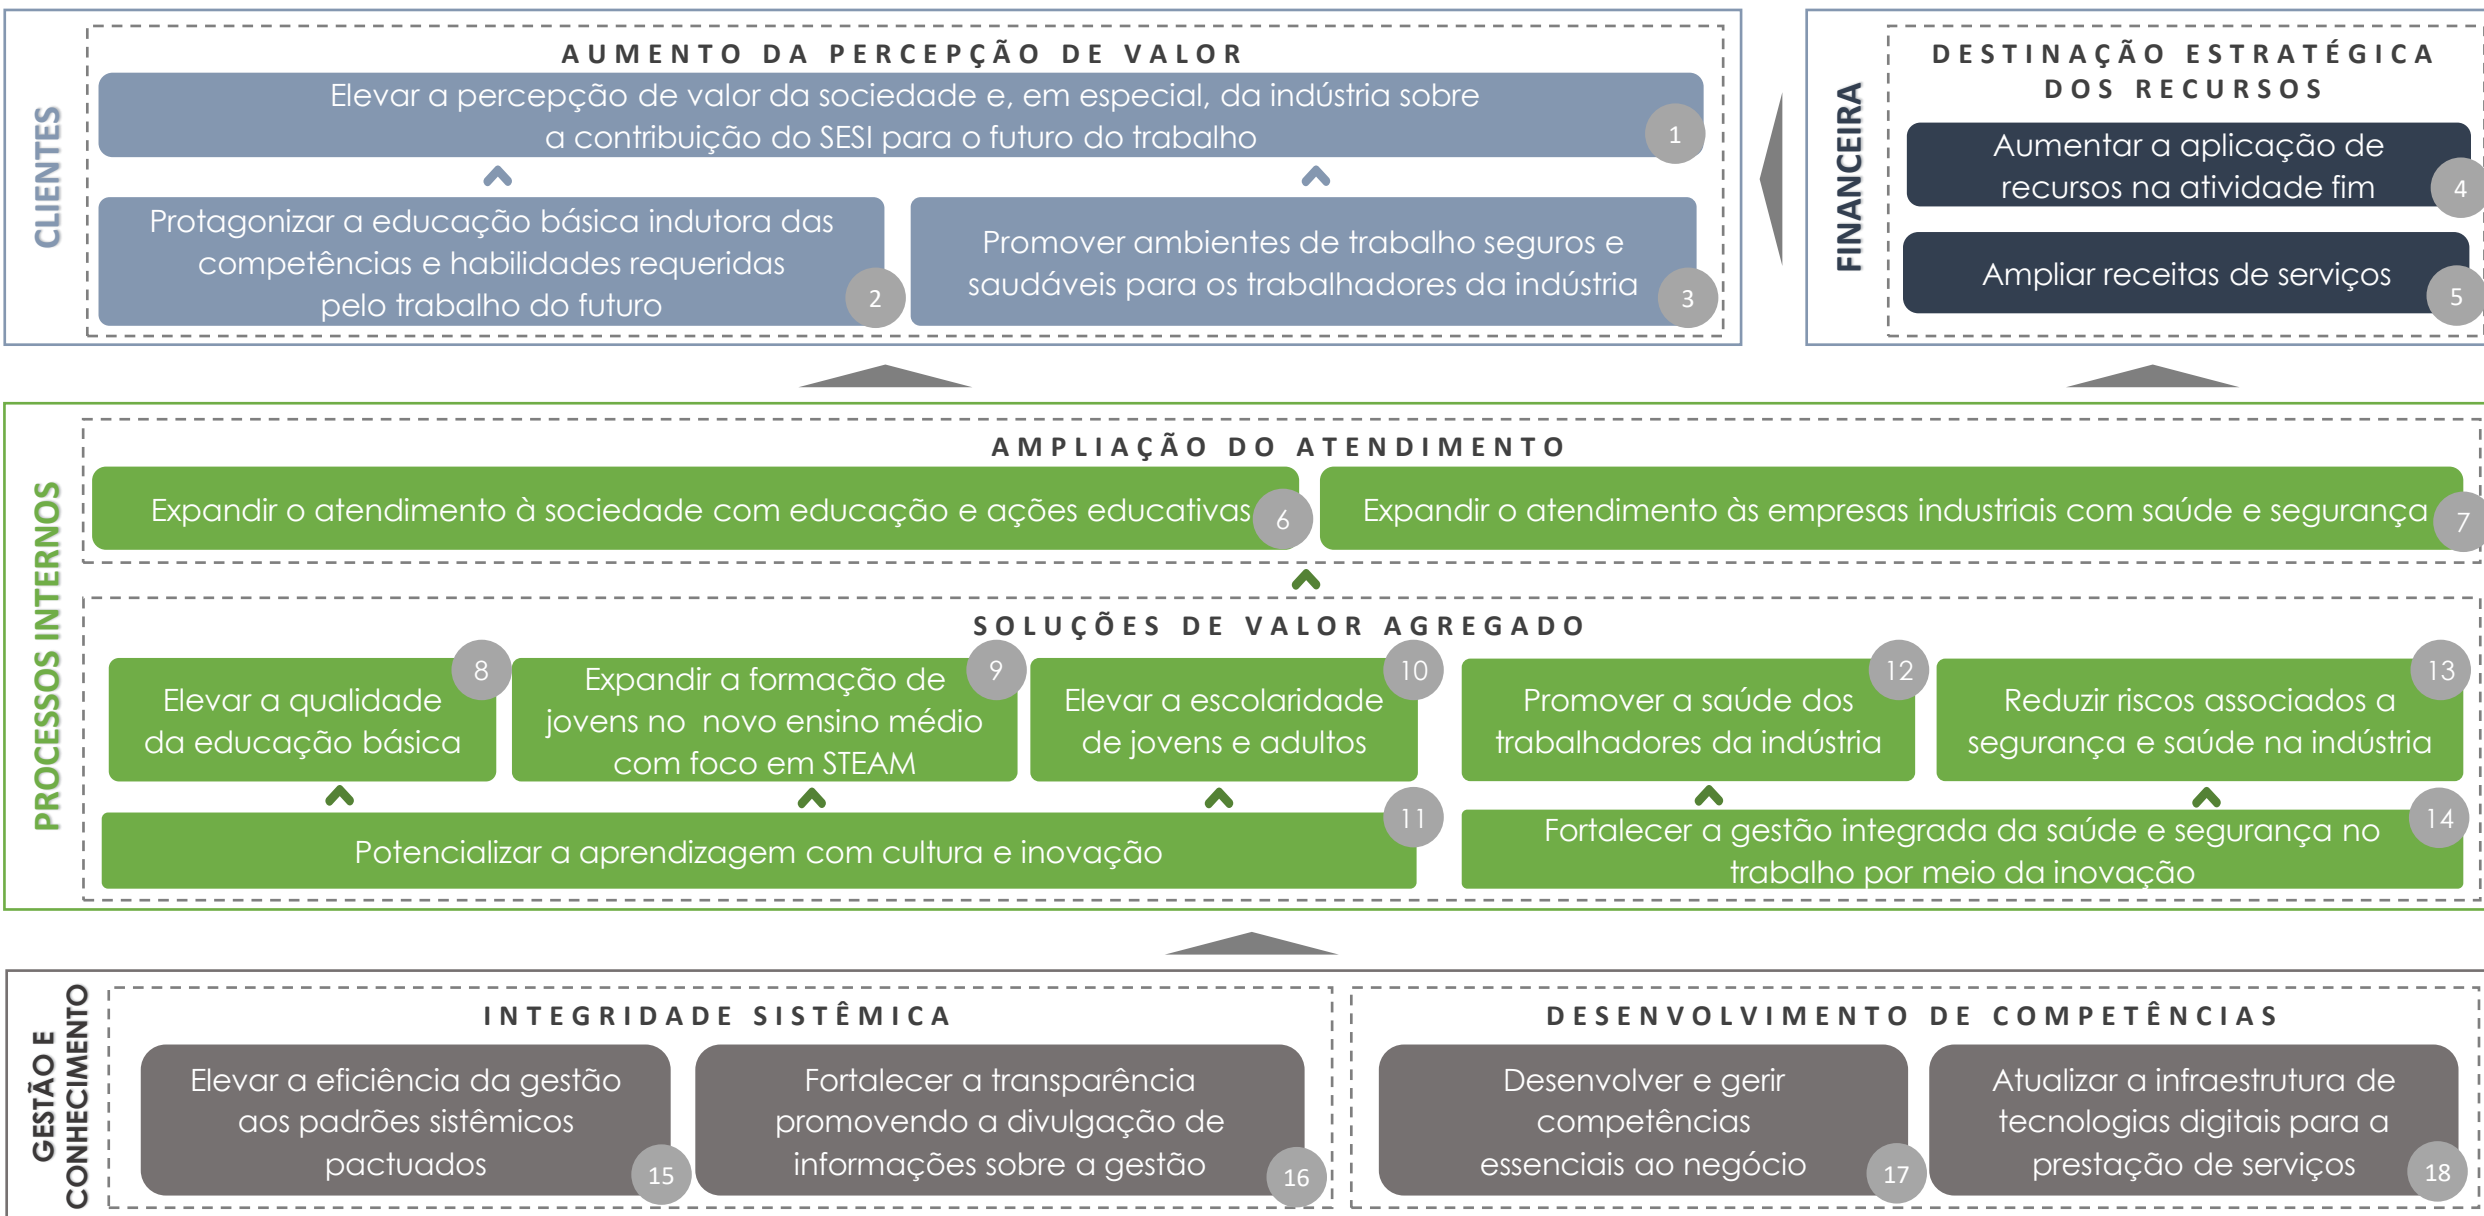 CLIENTES
AUMENTO DA PERCEPÇÃO DE VALOR
Elevar a percepção de valor da sociedade e, em especial, da indústria sobre
a contribuição do SESI para o futuro do trabalho
1
Protagonizar a educação básica indutora das
competências e habilidades requeridas
pelo trabalho do futuro
2
Promover ambientes de trabalho seguros e
saudáveis para os trabalhadores da indústria
3
FINANCEIRA
DESTINAÇÃO ESTRATÉGICA
DOS RECURSOS
Aumentar a aplicação de
recursos na atividade fim
4
Ampliar receitas de serviços
5
PROCESSOS INTERNOS
AMPLIAÇÃO DO ATENDIMENTO
Expandir o atendimento à sociedade com educação e ações educativas
6
Expandir o atendimento às empresas industriais com saúde e segurança
7
SOLUÇÕES DE VALOR AGREGADO
Elevar a qualidade
da educação básica
8
Expandir a formação de
jovens no novo ensino médio
com foco em STEAM
9
Elevar a escolaridade
de jovens e adultos
10
Promover a saúde dos
trabalhadores da indústria
12
Reduzir riscos associados a
segurança e saúde na indústria
13
Potencializar a aprendizagem com cultura e inovação
11
Fortalecer a gestão integrada da saúde e segurança no
trabalho por meio da inovação
14
GESTÃO E
CONHECIMENTO
INTEGRIDADE SISTÊMICA
Elevar a eficiência da gestão
aos padrões sistêmicos
pactuados
15
Fortalecer a transparência
promovendo a divulgação de
informações sobre a gestão
16
DESENVOLVIMENTO DE COMPETÊNCIAS
Desenvolver e gerir
competências
essenciais ao negócio
17
Atualizar a infraestrutura de
tecnologias digitais para a
prestação de serviços
18